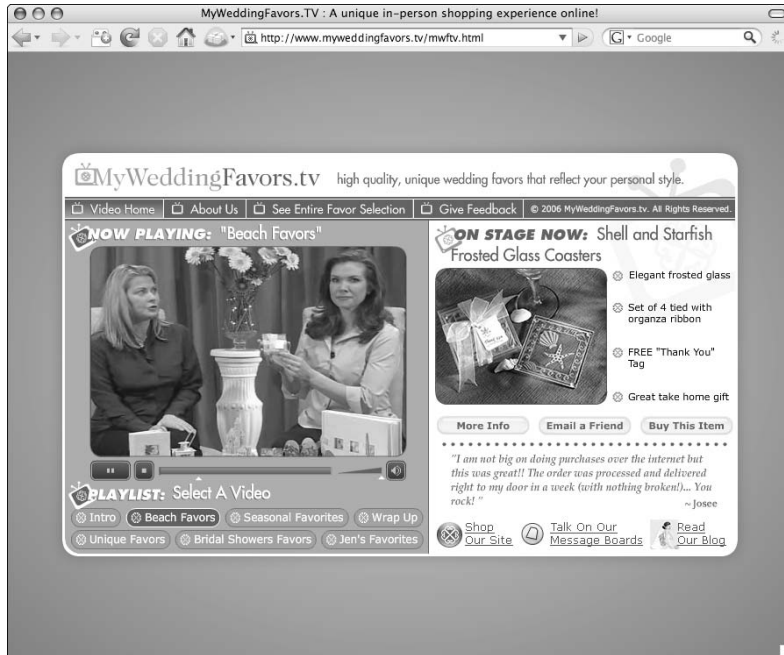 MyWeddingFavors.TV : A unique in-person shopping experience online!
http://www.myweddingfavors.tv/mwftv.html
G Google
MyWeddingFavors.tv high quality, unique wedding favors that reflect your personal style.
Video Home About Us See Entire Favor Selection Give Feedback © 2006 MyWeddingFavors.tv. All Rights Reserved.
NOW PLAYING: "Beach Favors"
ON STAGE NOW: Shell and Starfish
Frosted Glass Coasters
Elegant frosted glass
Set of 4 tied with
organza ribbon
FREE "Thank You"
Tag
Great take home gift
More Info Email a Friend Buy This Item
"I am not big on doing purchases over the internet but
this was great!! The order was processed and delivered
right to my door in a week (with nothing broken!)... You
rock! "
~ Josee
PLAYLIST: Select A Video
Intro Beach Favors Seasonal Favorites Wrap Up
Unique Favors Bridal Showers Favors Jen's Favorites
Shop
Our Site
Talk On Our
Message Boards
Read
Our Blog